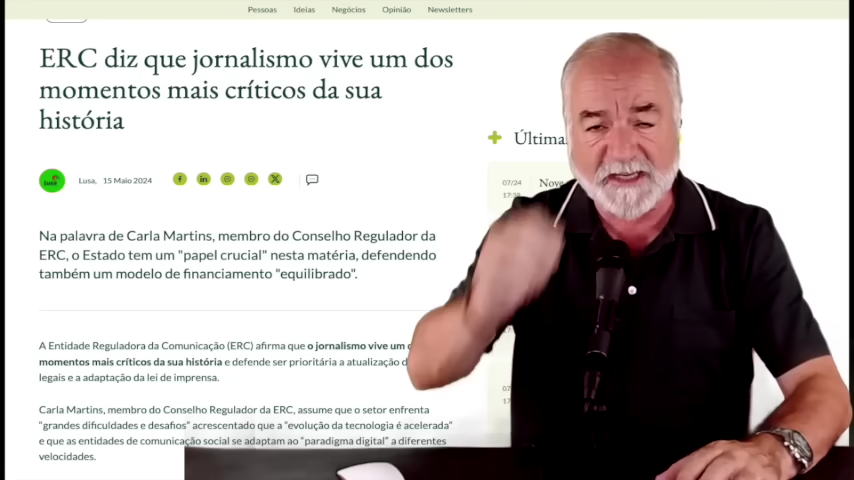 Pessoas Ideias Negócios Opinião Newsletters
ERC diz que jornalismo vive um dos
momentos mais críticos da sua
história
Lusa, 15 Maio 2024
Na palavra de Carla Martins, membro do Conselho Regulador da
ERC, o Estado tem um "papel crucial" nesta matéria, defendendo
também um modelo de financiamento "equilibrado".
A Entidade Reguladora da Comunicação (ERC) afirma que o jornalismo vive um
momentos mais críticos da sua história e defende ser prioritária a atualização
legais e a adaptação da lei de imprensa.
Carla Martins, membro do Conselho Regulador da ERC, assume que o setor enfrenta
"grandes dificuldades e desafios" acrescentado que a "evolução da tecnologia é acelerada"
e que as entidades de comunicação social se adaptam ao "paradigma digital" a diferentes
velocidades.
07/24